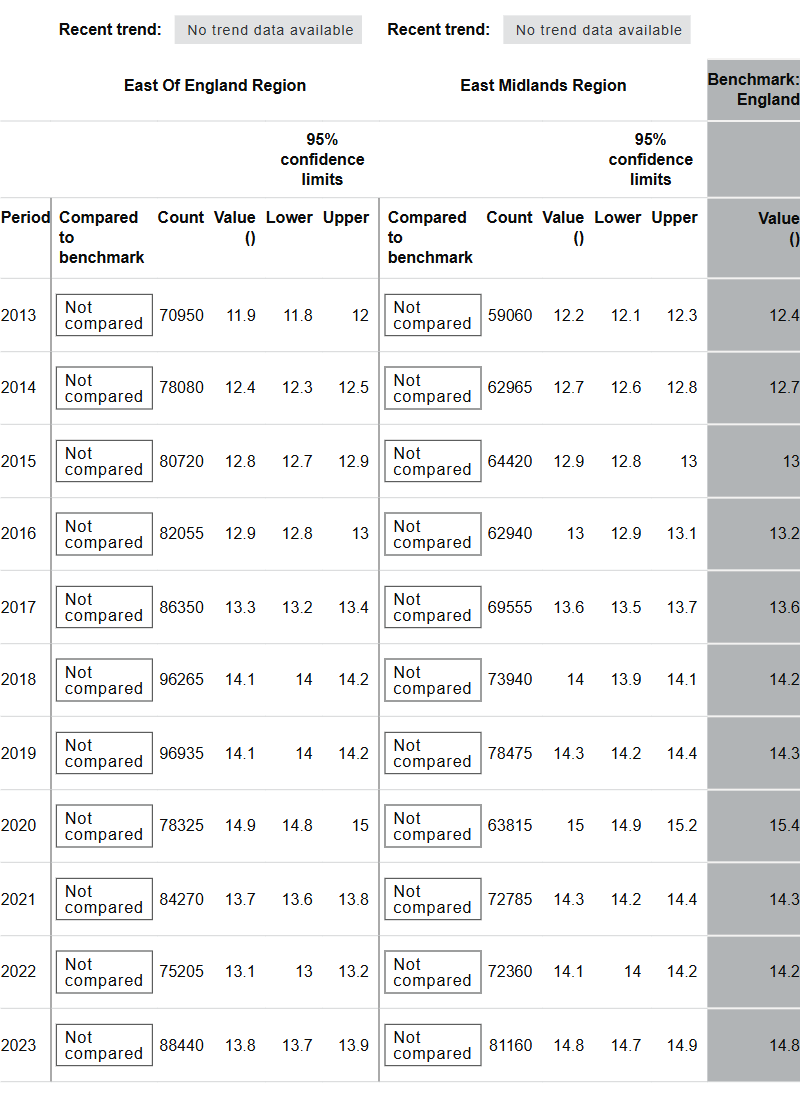 Recent trend: No trend data available Recent trend: No trend data available
East Of England Region East Midlands Region Benchmark: England
95% confidence limits 95% confidence limits
Period Compared to benchmark Count Value () Lower Upper Compared to benchmark Count Value () Lower Upper Value ()
2013 Not compared 70950 11.9 11.8 12 Not compared 59060 12.2 12.1 12.3 12.4
2014 Not compared 78080 12.4 12.3 12.5 Not compared 62965 12.7 12.6 12.8 12.7
2015 Not compared 80720 12.8 12.7 12.9 Not compared 64420 12.9 12.8 13 13
2016 Not compared 82055 12.9 12.8 13 Not compared 62940 13 12.9 13.1 13.2
2017 Not compared 86350 13.3 13.2 13.4 Not compared 69555 13.6 13.5 13.7 13.6
2018 Not compared 96265 14.1 14 14.2 Not compared 73940 14 13.9 14.1 14.2
2019 Not compared 96935 14.1 14 14.2 Not compared 78475 14.3 14.2 14.4 14.3
2020 Not compared 78325 14.9 14.8 15 Not compared 63815 15 14.9 15.2 15.4
2021 Not compared 84270 13.7 13.6 13.8 Not compared 72785 14.3 14.2 14.4 14.3
2022 Not compared 75205 13.1 13 13.2 Not compared 72360 14.1 14 14.2 14.2
2023 Not compared 88440 13.8 13.7 13.9 Not compared 81160 14.8 14.7 14.9 14.8